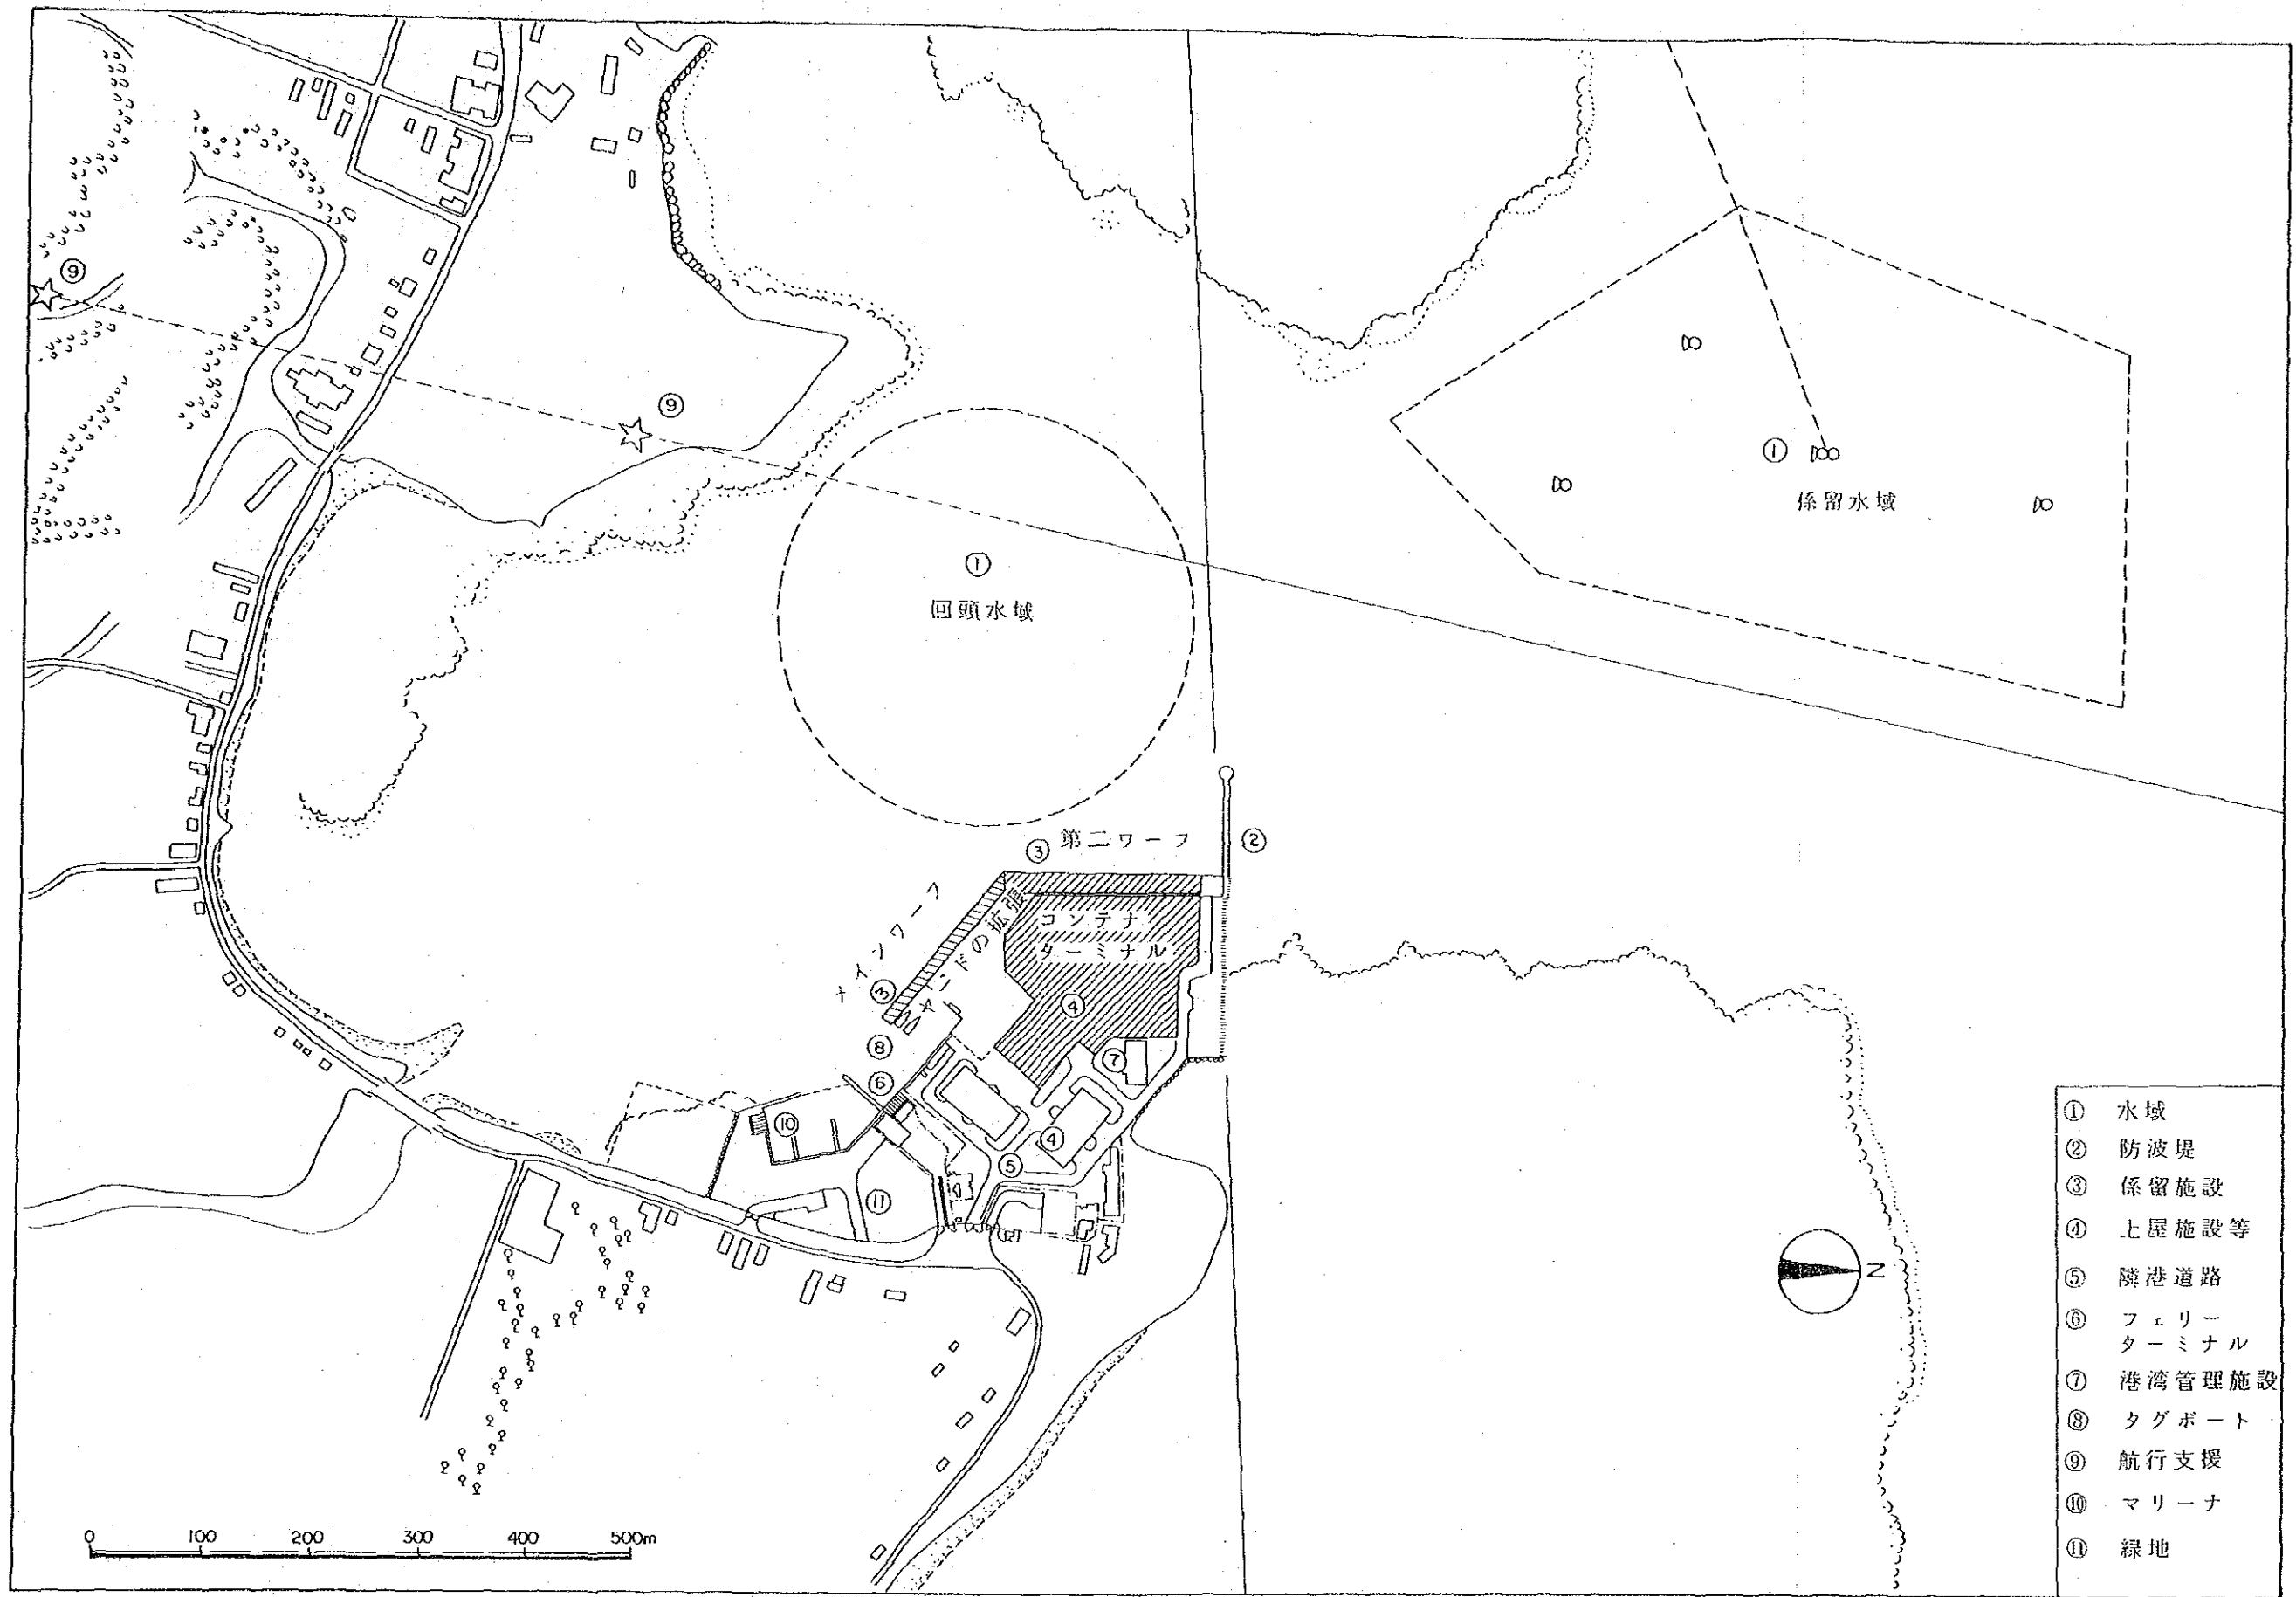 ⑨
⑨
①
係留水域
①
回頭水域
③ 第二ワーフ ②
メインワーフ
ヤードの拡張
コンテナ
ターミナル
③
④
⑧
⑦
⑥
⑩
④
⑤
⑪
N
0 100 200 300 400 500m
① 水域
② 防波堤
③ 係留施設
④ 上屋施設等
⑤ 隣港道路
⑥ フェリー
ターミナル
⑦ 港湾管理施設
⑧ タグボート
⑨ 航行支援
⑩ マリーナ
⑪ 緑地